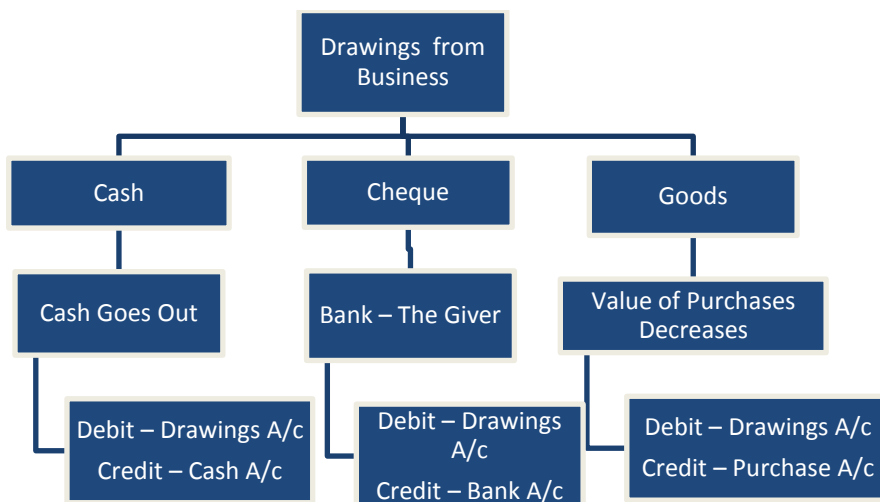 Drawings from
Business
Cash
Cheque
Goods
Cash Goes Out
Bank – The Giver
Value of Purchases
Decreases
Debit – Drawings A/c
Credit – Cash A/c
Debit – Drawings
A/c
Credit – Bank A/c
Debit – Drawings A/c
Credit – Purchase A/c